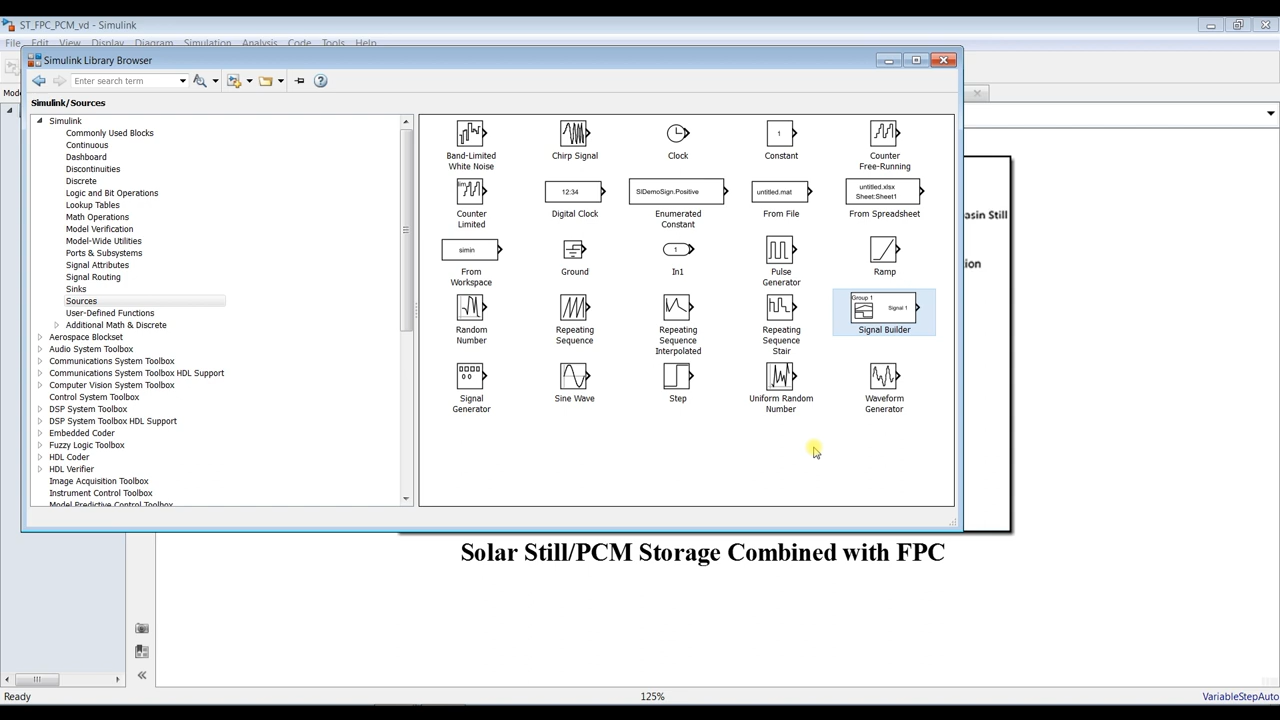 ST_FPC_PCM_vd - Simulink
File Edit View Display Diagram Simulation Analysis Code Tools Help
Simulink Library Browser
Enter search term
Simulink/Sources
Simulink
Commonly Used Blocks
Continuous
Dashboard
Discontinuities
Discrete
Logic and Bit Operations
Lookup Tables
Math Operations
Model Verification
Model-Wide Utilities
Ports & Subsystems
Signal Attributes
Signal Routing
Sinks
Sources
User-Defined Functions
Additional Math & Discrete
Aerospace Blockset
Audio System Toolbox
Communications System Toolbox
Communications System Toolbox HDL Support
Computer Vision System Toolbox
Control System Toolbox
DSP System Toolbox
DSP System Toolbox HDL Support
Embedded Coder
Fuzzy Logic Toolbox
HDL Coder
HDL Verifier
Image Acquisition Toolbox
Instrument Control Toolbox
Model Predictive Control Toolbox
Band-Limited
White Noise
Chirp Signal
Clock
1
Constant
Counter
Free-Running
lim
Counter
Limited
12:34
Digital Clock
SlDemoSign.Positive
Enumerated
Constant
untitled.mat
From File
untitled.xlsx
Sheet:Sheet1
From Spreadsheet
simin
From
Workspace
Ground
1
In1
Pulse
Generator
Ramp
Random
Number
Repeating
Sequence
Repeating
Sequence
Interpolated
Repeating
Sequence
Stair
Group 1
Signal 1
Signal Builder
Signal
Generator
Sine Wave
Step
Uniform Random
Number
Waveform
Generator
Mode
asin Still
ion
Solar Still/PCM Storage Combined with FPC
Ready
125%
VariableStepAuto